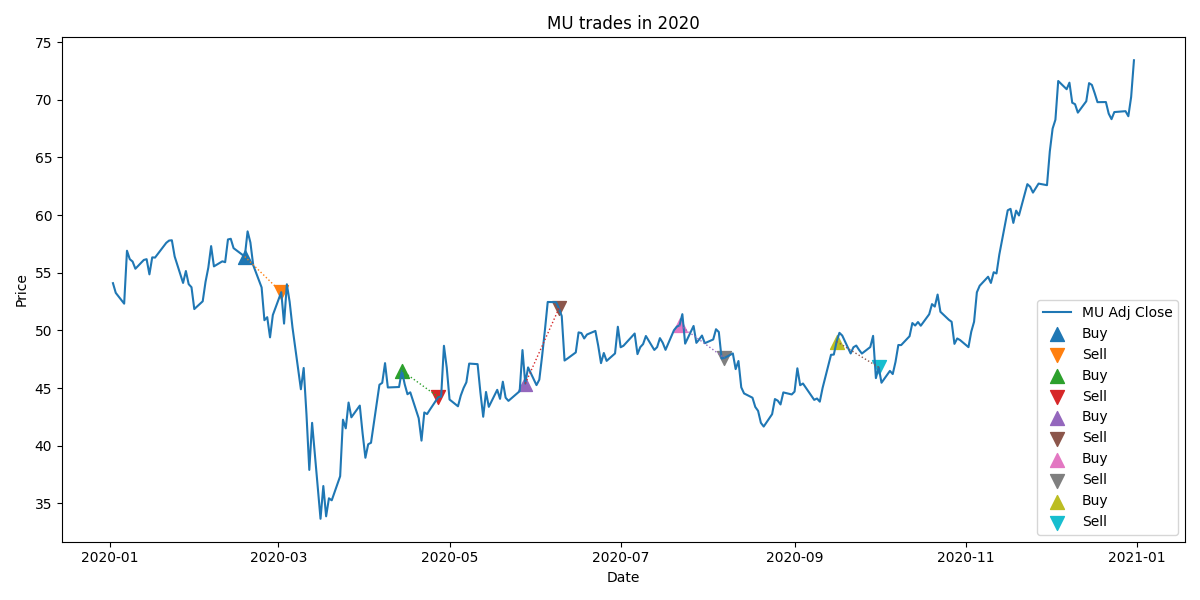 MU trades in 2020
75
70
65
60
55
50
45
40
35
Price
2020-01
2020-03
2020-05
2020-07
2020-09
2020-11
2021-01
Date
MU Adj Close
Buy
Sell
Buy
Sell
Buy
Sell
Buy
Sell
Buy
Sell